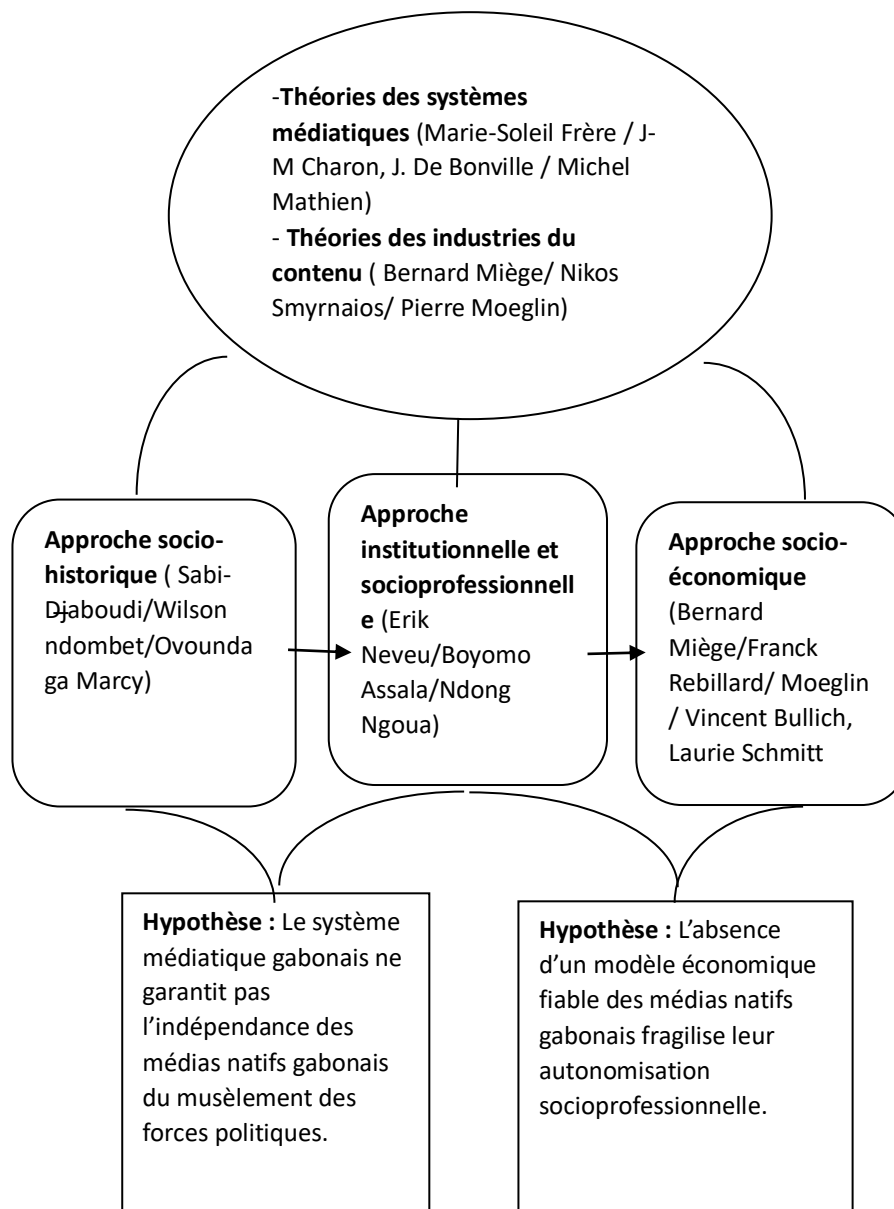 -Théories des systèmes
médiatiques (Marie-Soleil Frère / J-
M Charon, J. De Bonville / Michel
Mathien)
- Théories des industries du
contenu ( Bernard Miège/ Nikos
Smyrnaios/ Pierre Moeglin)
Approche socio-
historique ( Sabi-
Djaboudi/Wilson
ndombet/Ovounda
ga Marcy)
Approche
institutionnelle et
socioprofessionnell
e (Erik
Neveu/Boyomo
Assala/Ndong
Ngoua)
Approche socio-
économique
(Bernard
Miège/Franck
Rebillard/ Moeglin
/ Vincent Bullich,
Laurie Schmitt
Hypothèse : Le système
médiatique gabonais ne
garantit pas
l’indépendance des
médias natifs gabonais
du musèlement des
forces politiques.
Hypothèse : L’absence
d’un modèle économique
fiable des médias natifs
gabonais fragilise leur
autonomisation
socioprofessionnelle.